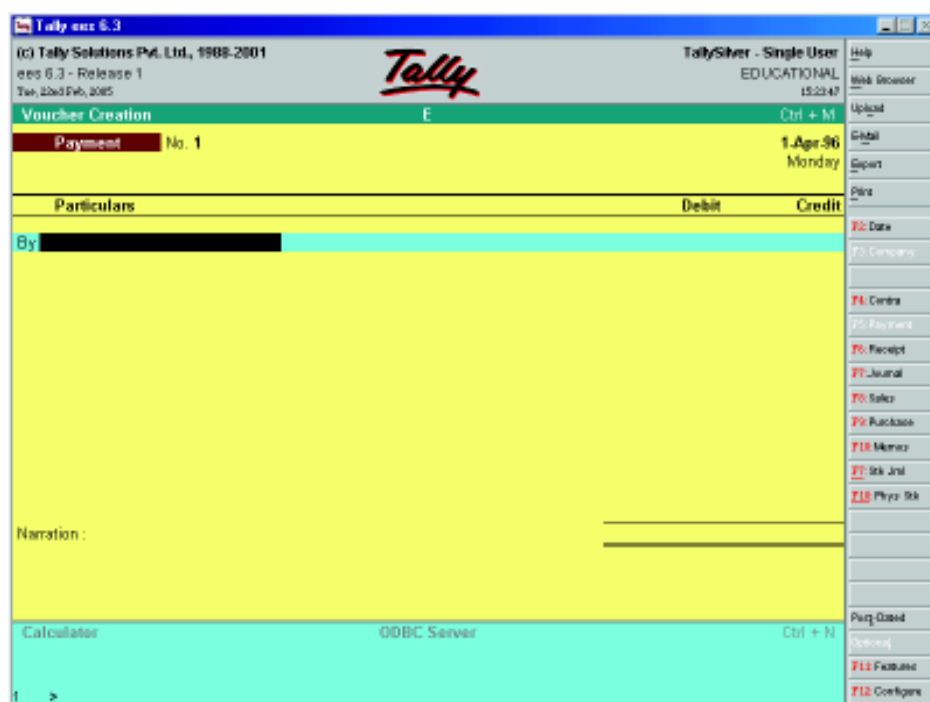 Tally ees 6.3
(c) Tally Solutions Pvt. Ltd., 1988-2001
ees 6.3 - Release 1
Tue, 22nd Feb, 2005
Tally
TallySilver - Single User
EDUCATIONAL
15:23:47
Voucher Creation E Ctrl + M
Payment No. 1 1-Apr-96
Monday
Particulars Debit Credit
By
Narration :
Calculator ODBC Server Ctrl + N
1 >
Help
Web Browser
Upload
E-Mail
Export
Print
F2: Date
F3: Company
F4: Contra
F5: Payment
F6: Receipt
F7: Journal
F8: Sales
F9: Purchase
F10: Memos
F7: Stk Jrnl
F10: Phys Stk
Post-Dated
Optional
F11: Features
F12: Configure